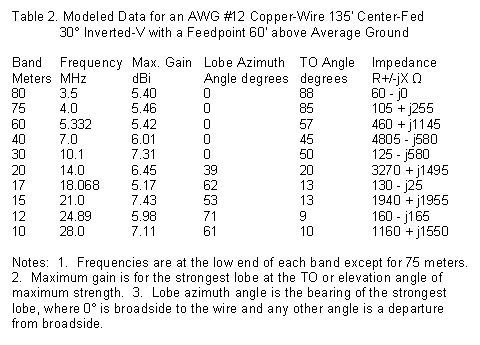 Table 2. Modeled Data for an AWG #12 Copper-Wire 135' Center-Fed
30° Inverted-V with a Feedpoint 60' above Average Ground
Band Frequency Max. Gain Lobe Azimuth TO Angle Impedance
Meters MHz dBi Angle degrees degrees R+/-jX Ω
80 3.5 5.40 0 88 60 - j0
75 4.0 5.46 0 85 105 + j255
60 5.332 5.42 0 57 460 + j1145
40 7.0 6.01 0 45 4805 - j580
30 10.1 7.31 0 50 125 - j580
20 14.0 6.45 39 20 3270 + j1495
17 18.068 5.17 62 13 130 - j25
15 21.0 7.43 53 13 1940 + j1955
12 24.89 5.98 71 9 160 - j165
10 28.0 7.11 61 10 1160 + j1550
Notes: 1. Frequencies are at the low end of each band except for 75 meters.
2. Maximum gain is for the strongest lobe at the TO or elevation angle of
maximum strength. 3. Lobe azimuth angle is the bearing of the strongest
lobe, where 0° is broadside to the wire and any other angle is a departure
from broadside.